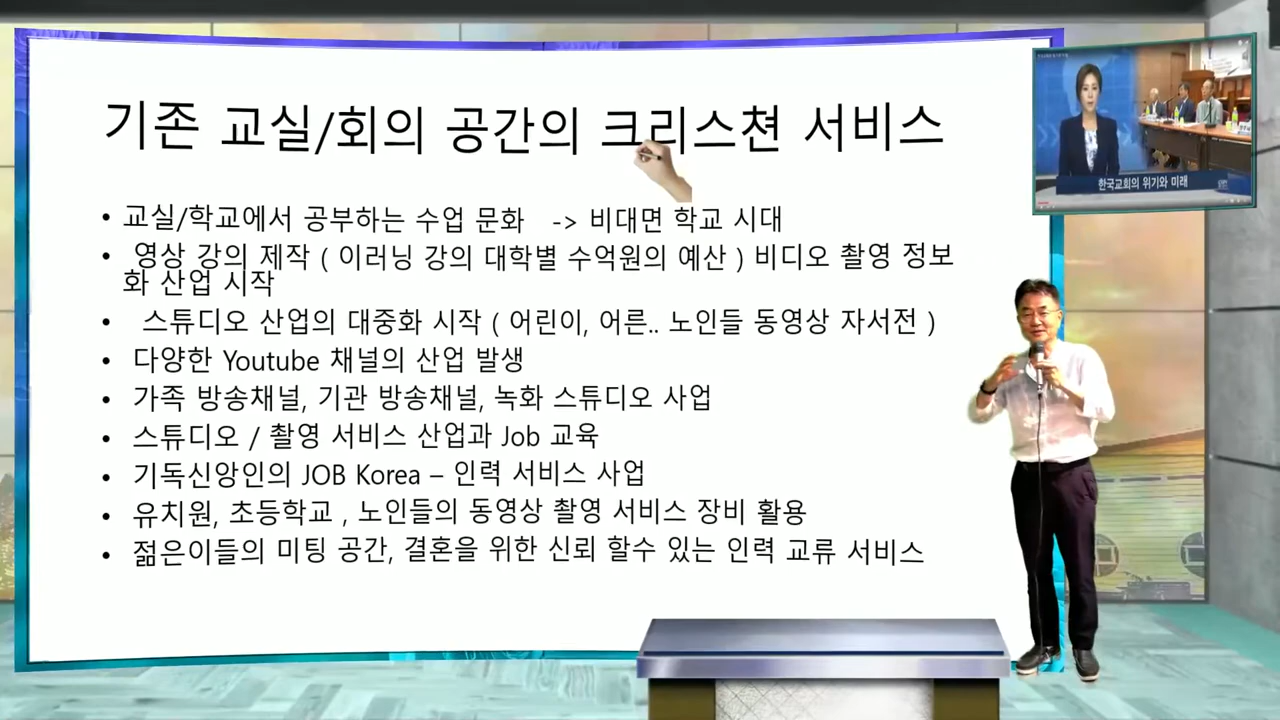 기존 교실/회의 공간의 크리스천 서비스
• 교실/학교에서 공부하는 수업 문화 -> 비대면 학교 시대
• 영상 강의 제작 ( 이러닝 강의 대학별 수억원의 예산 ) 비디오 촬영 정보
화 산업 시작
• 스튜디오 산업의 대중화 시작 ( 어린이, 어른.. 노인들 동영상 자서전 )
• 다양한 Youtube 채널의 산업 발생
• 가족 방송채널, 기관 방송채널, 녹화 스튜디오 사업
• 스튜디오 / 촬영 서비스 산업과 Job 교육
• 기독신앙인의 JOB Korea – 인력 서비스 사업
• 유치원, 초등학교 , 노인들의 동영상 촬영 서비스 장비 활용
• 젊은이들의 미팅 공간, 결혼을 위한 신뢰 할수 있는 인력 교류 서비스
한국교회의 위기와 미래